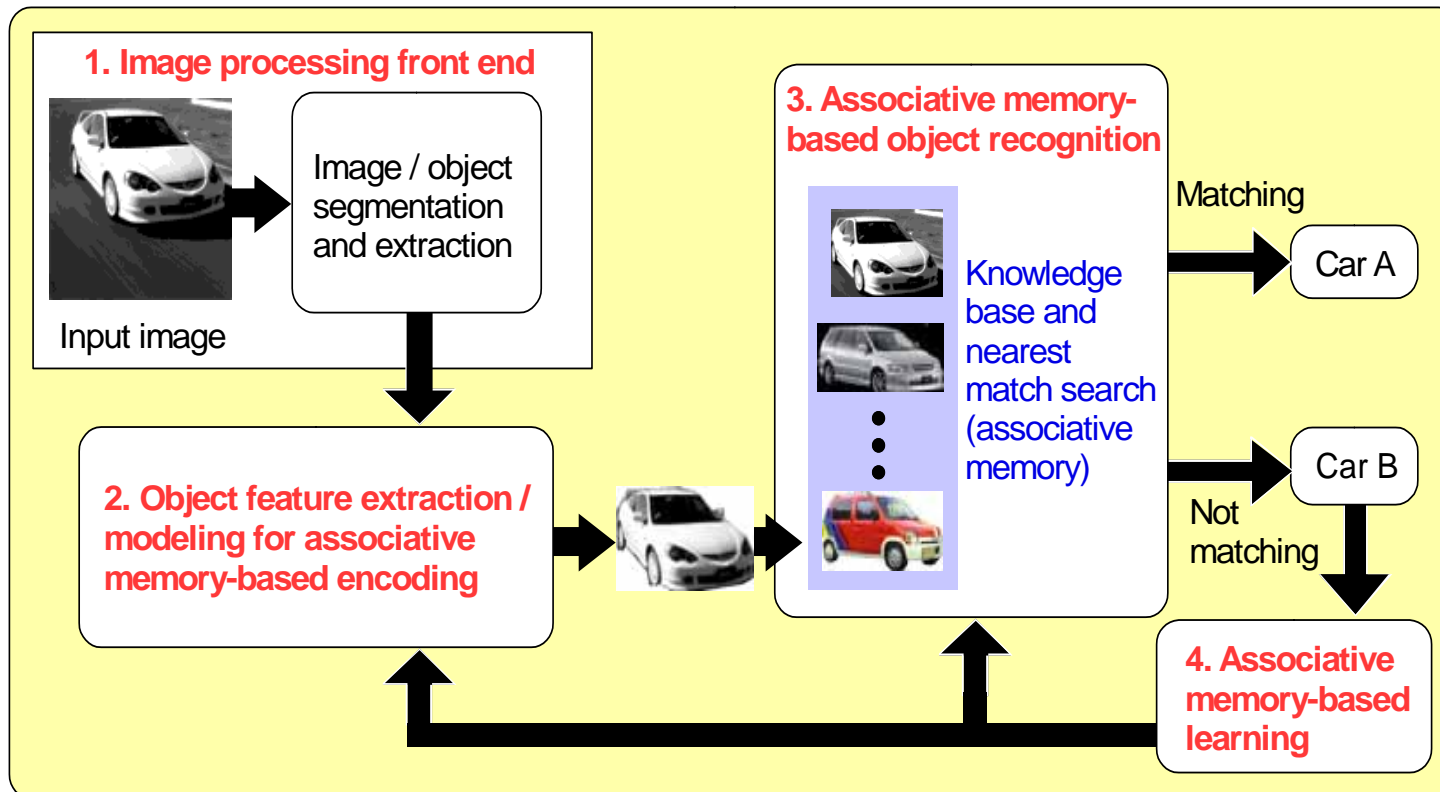 1. Image processing front end
Image / object
segmentation
and extraction
Input image
2. Object feature extraction /
modeling for associative
memory-based encoding
3. Associative memory-
based object recognition
Knowledge
base and
nearest
match search
(associative
memory)
Matching
Car A
Car B
Not
matching
4. Associative
memory-based
learning